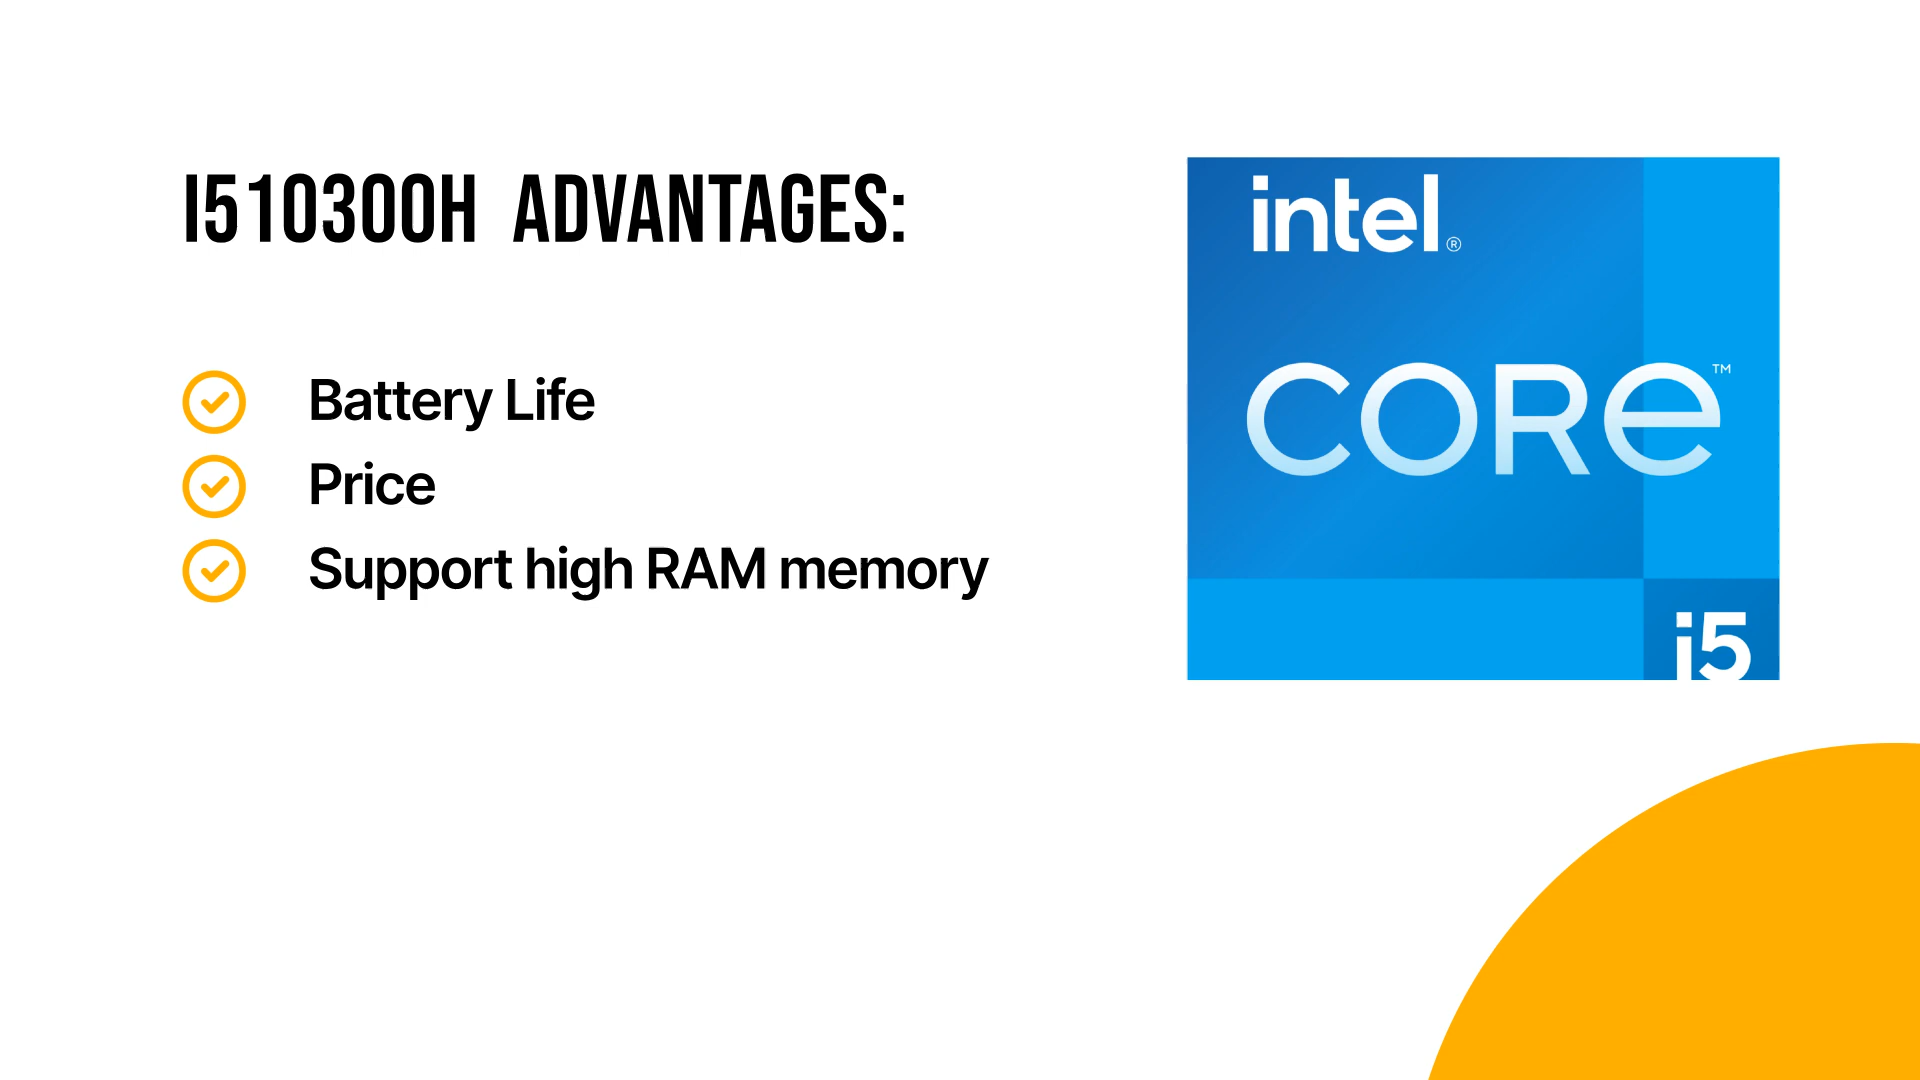 I510300H ADVANTAGES:
Battery Life
Price
Support high RAM memory
intel®
CORE™
i5